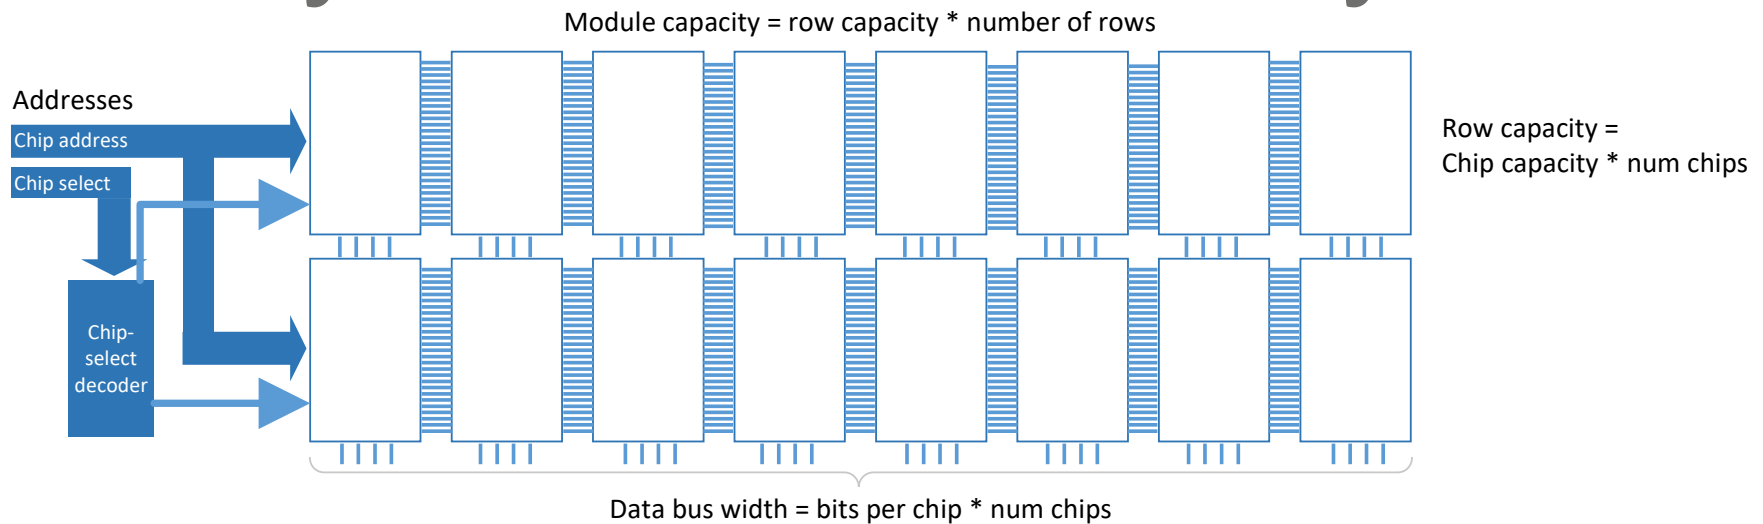 Module capacity = row capacity * number of rows
Addresses
Chip address
Chip select
Chip-
select
decoder
Row capacity =
Chip capacity * num chips
Data bus width = bits per chip * num chips